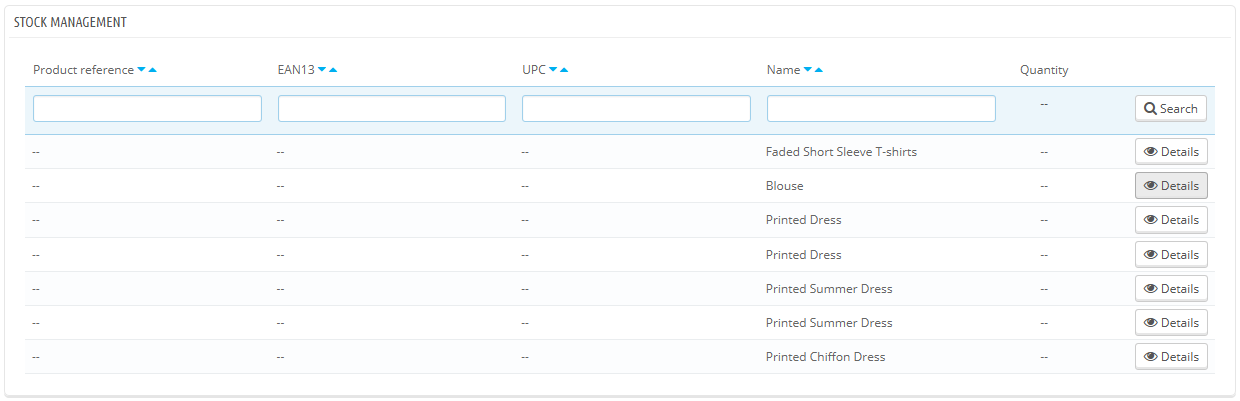 STOCK MANAGEMENT
Product reference EAN13 UPC Name Quantity
-- Search
-- -- -- Faded Short Sleeve T-shirts -- Details
-- -- -- Blouse -- Details
-- -- -- Printed Dress -- Details
-- -- -- Printed Dress -- Details
-- -- -- Printed Summer Dress -- Details
-- -- -- Printed Summer Dress -- Details
-- -- -- Printed Chiffon Dress -- Details